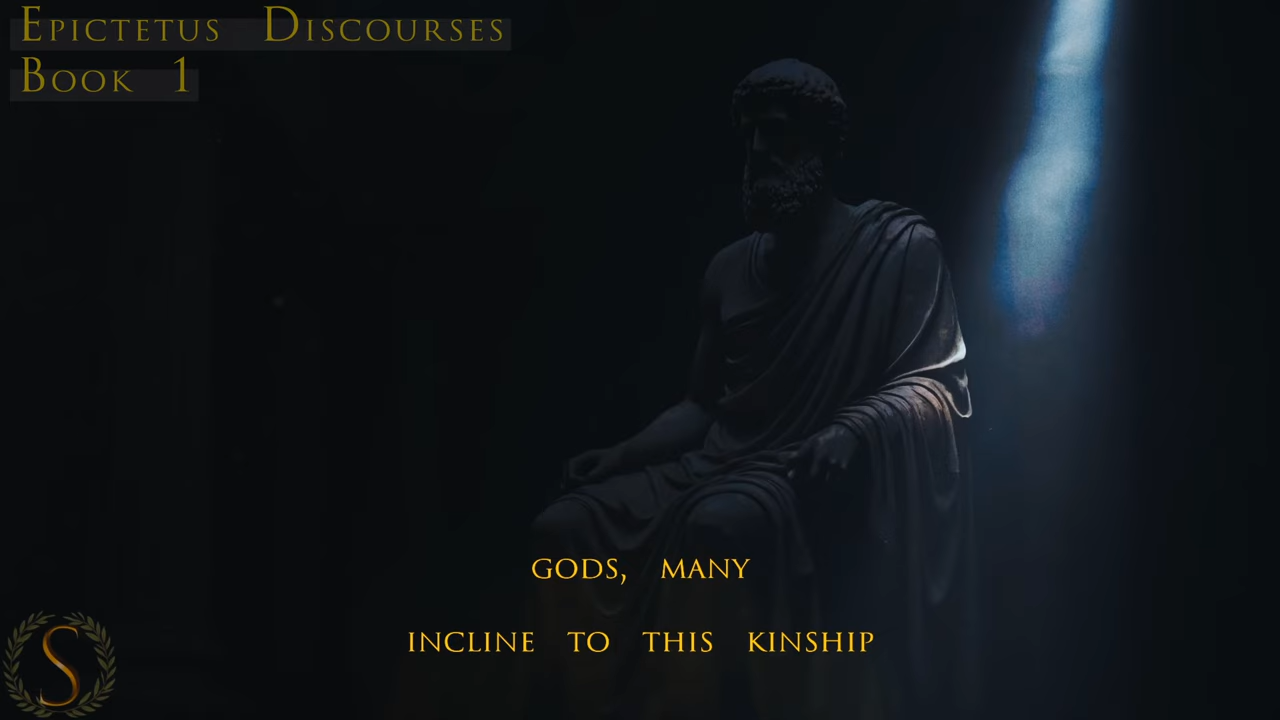 Epictetus Discourses
Book 1
GODS, MANY
INCLINE TO THIS KINSHIP
S